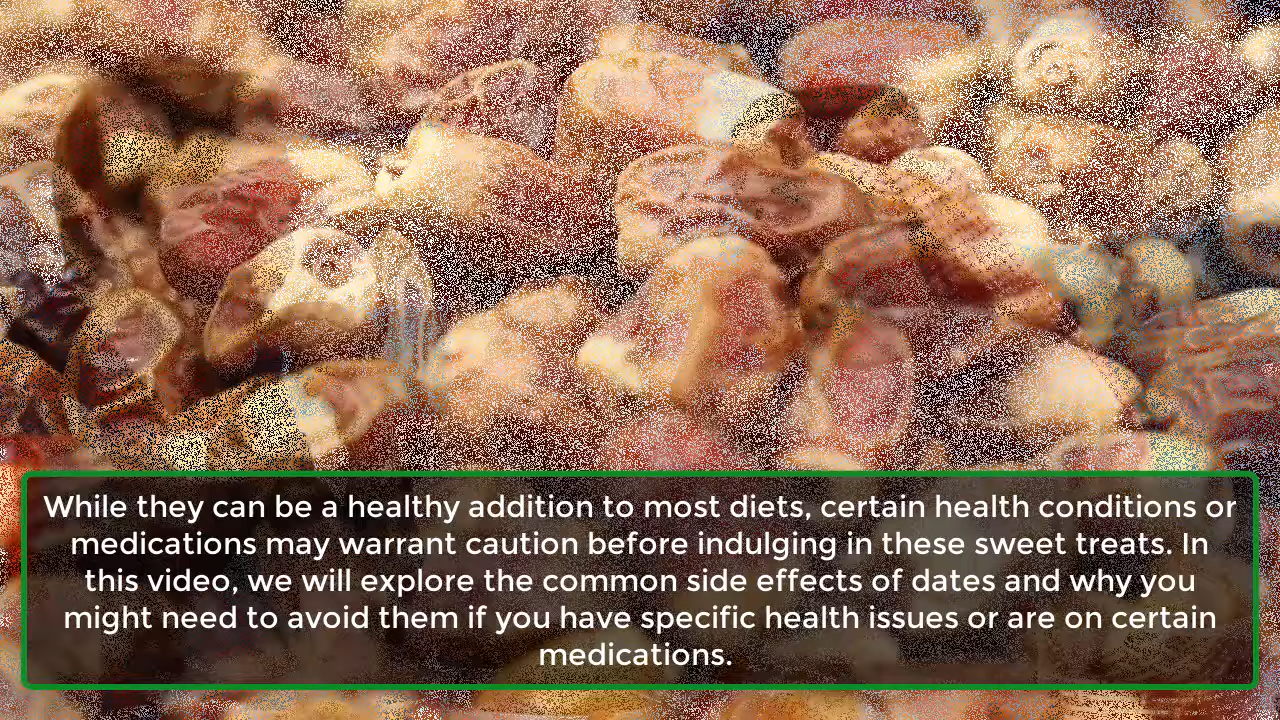 While they can be a healthy addition to most diets, certain health conditions or
medications may warrant caution before indulging in these sweet treats. In
this video, we will explore the common side effects of dates and why you
might need to avoid them if you have specific health issues or are on certain
medications.